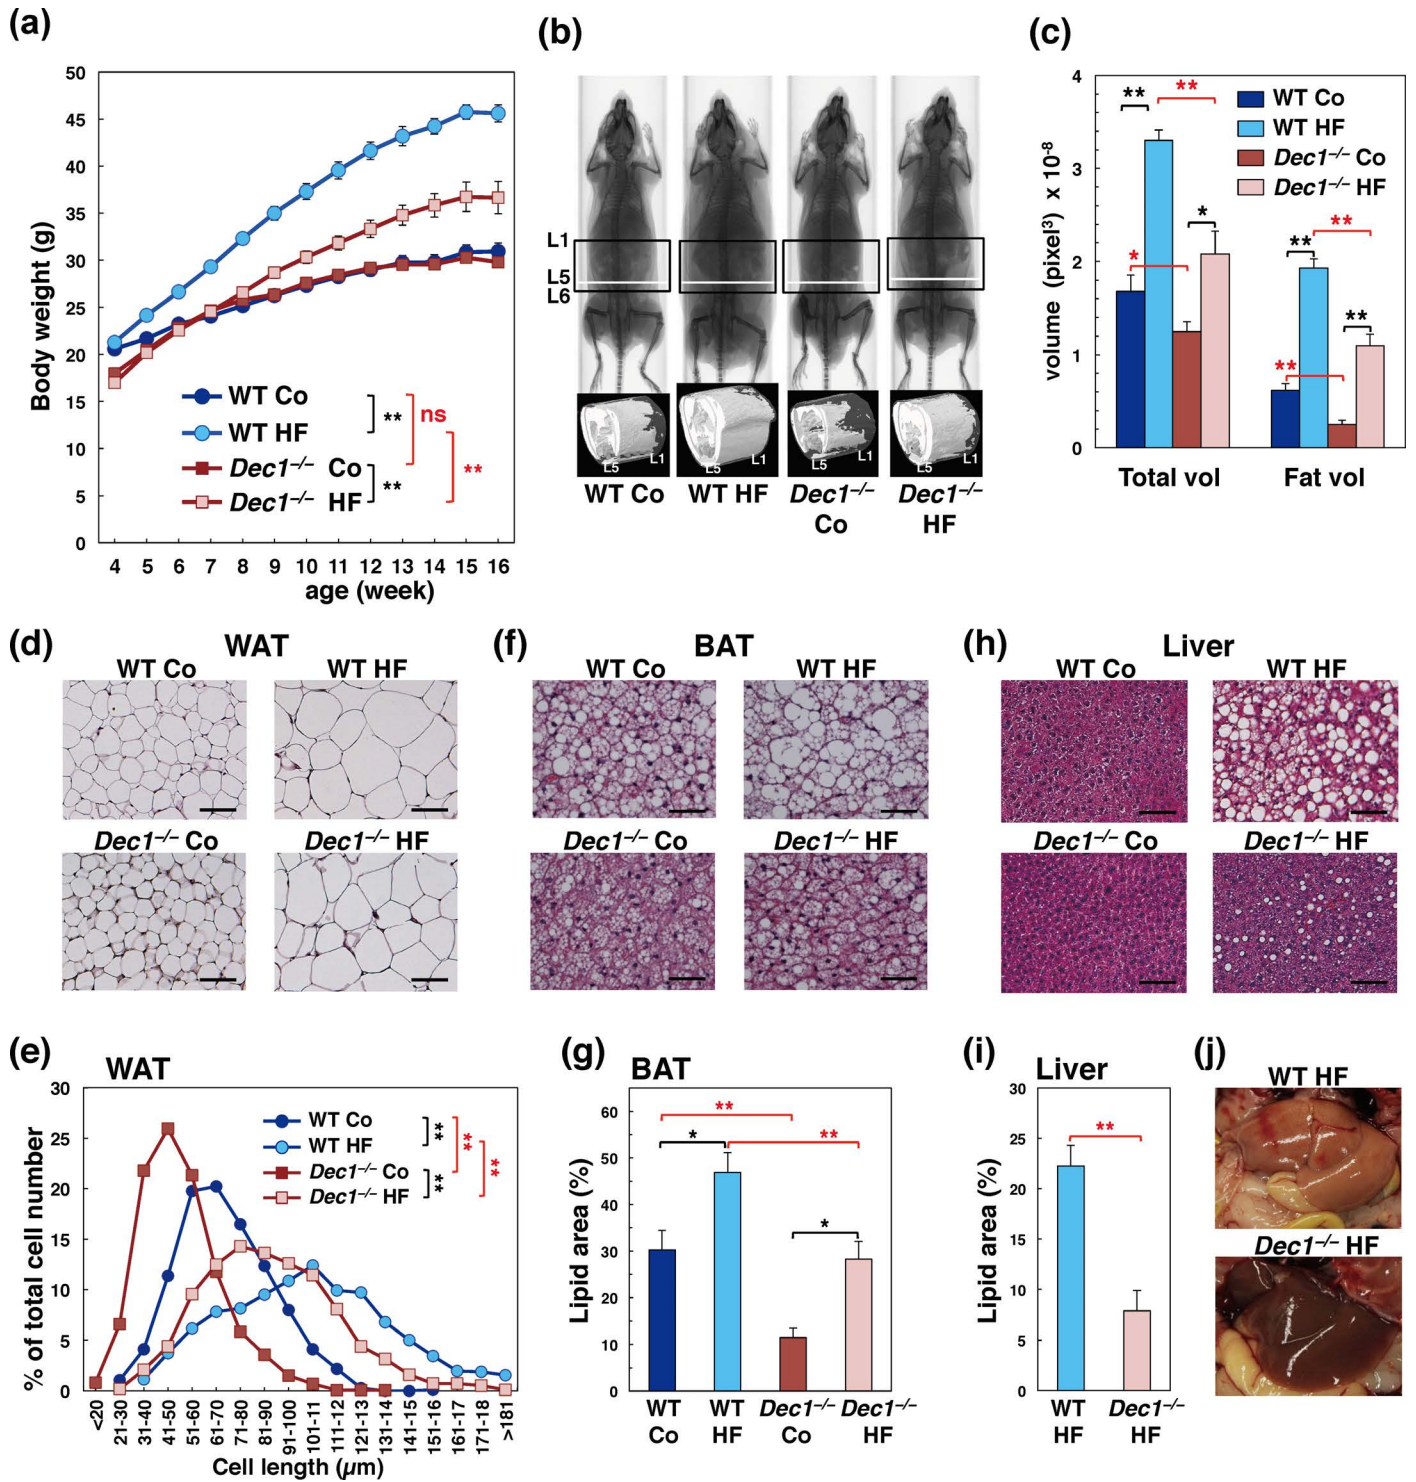 (a)
50
45
40
35
30
25
20
15
10
5
0
Body weight (g)
WT Co
WT HF
Dec1–/– Co
Dec1–/– HF
**
**
ns
**
4 5 6 7 8 9 10 11 12 13 14 15 16
age (week)
(b)
L1
L5
L6
L5 L1
L5 L1
L5 L1
L5 L1
WT Co
WT HF
Dec1–/–
Co
Dec1–/–
HF
(c)
4
3
2
1
0
volume (pixel3) x 10-8
WT Co
WT HF
Dec1–/– Co
Dec1–/– HF
** **
* *
** **
** **
Total vol
Fat vol
(d)
WAT
WT Co
WT HF
Dec1–/– Co
Dec1–/– HF
(f)
BAT
WT Co
WT HF
Dec1–/– Co
Dec1–/– HF
(h)
Liver
WT Co
WT HF
Dec1–/– Co
Dec1–/– HF
(e)
WAT
30
25
20
15
10
5
0
% of total cell number
WT Co
WT HF
Dec1–/– Co
Dec1–/– HF
**
**
**
**
<20
21-30
31-40
41-50
51-60
61-70
71-80
81-90
91-100
101-11
111-12
121-13
131-14
141-15
151-16
161-17
171-18
>181
Cell length (µm)
(g)
BAT
60
50
40
30
20
10
0
Lipid area (%)
**
* **
*
WT
Co
WT
HF
Dec1–/–
Co
Dec1–/–
HF
(i)
Liver
30
25
20
15
10
5
0
Lipid area (%)
**
WT
HF
Dec1–/–
HF
(j)
WT HF
Dec1–/– HF